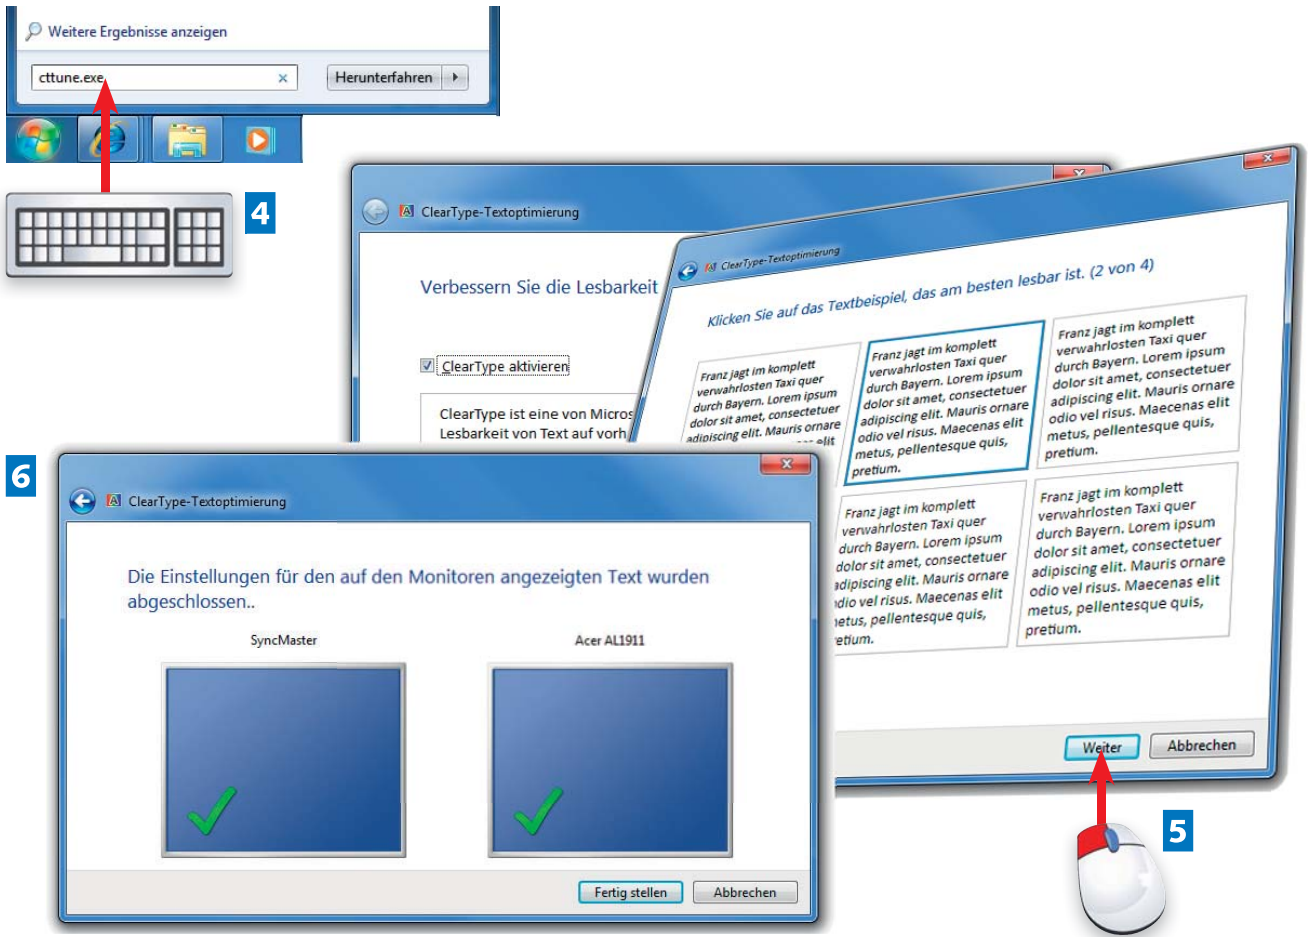 Weitere Ergebnisse anzeigen
cttune.exe
Herunterfahren
4
ClearType-Textoptimierung
Verbessern Sie die Lesbarkeit
ClearType aktivieren
ClearType ist eine von Micros
Lesbarkeit von Text auf vorh
ClearType-Textoptimierung
Klicken Sie auf das Textbeispiel, das am besten lesbar ist. (2 von 4)
Franz jagt im komplett
verwahrlosten Taxi quer
durch Bayern. Lorem ipsum
dolor sit amet, consectetuer
adipiscing elit. Mauris ornare
elit
Franz jagt im komplett
verwahrlosten Taxi quer
durch Bayern. Lorem ipsum
dolor sit amet, consectetuer
adipiscing elit. Mauris ornare
odio vel risus. Maecenas elit
metus, pellentesque quis,
pretium.
Franz jagt im komplett
verwahrlosten Taxi quer
durch Bayern. Lorem ipsum
dolor sit amet, consectetuer
adipiscing elit. Mauris ornare
odio vel risus. Maecenas elit
metus, pellentesque quis,
pretium.
Franz jagt im komplett
verwahrlosten Taxi quer
durch Bayern. Lorem ipsum
dolor sit amet, consectetuer
adipiscing elit. Mauris ornare
odio vel risus. Maecenas elit
metus, pellentesque quis,
pretium.
Franz jagt im komplett
verwahrlosten Taxi quer
durch Bayern. Lorem ipsum
dolor sit amet, consectetuer
adipiscing elit. Mauris ornare
odio vel risus. Maecenas elit
metus, pellentesque quis,
pretium.
Weiter
Abbrechen
5
6
ClearType-Textoptimierung
Die Einstellungen für den auf den Monitoren angezeigten Text wurden
abgeschlossen..
SyncMaster
Acer AL1911
Fertig stellen
Abbrechen